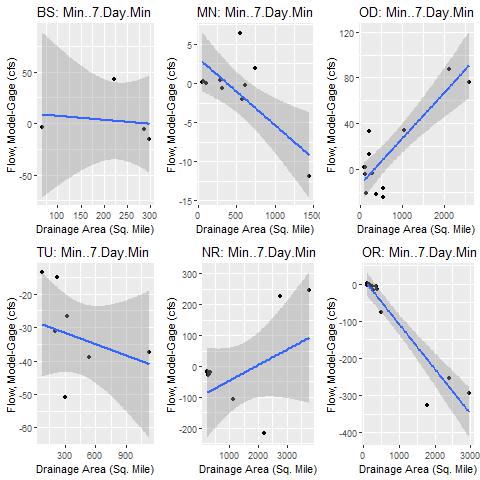 BS: Min..7.Day.Min
MN: Min..7.Day.Min
OD: Min..7.Day.Min
Flow, Model-Gage (cfs)
50
0
-50
100
150
200
250
300
Drainage Area (Sq. Mile)
Flow, Model-Gage (cfs)
5
0
-5
-10
-15
0
500
1000
1500
Drainage Area (Sq. Mile)
Flow, Model-Gage (cfs)
120
80
40
0
0
1000
2000
Drainage Area (Sq. Mile)
TU: Min..7.Day.Min
NR: Min..7.Day.Min
OR: Min..7.Day.Min
Flow, Model-Gage (cfs)
-20
-30
-40
-50
-60
300
600
900
Drainage Area (Sq. Mile)
Flow, Model-Gage (cfs)
300
200
100
0
-100
-200
1000
2000
3000
Drainage Area (Sq. Mile)
Flow, Model-Gage (cfs)
0
-100
-200
-300
-400
0
1000
2000
3000
Drainage Area (Sq. Mile)